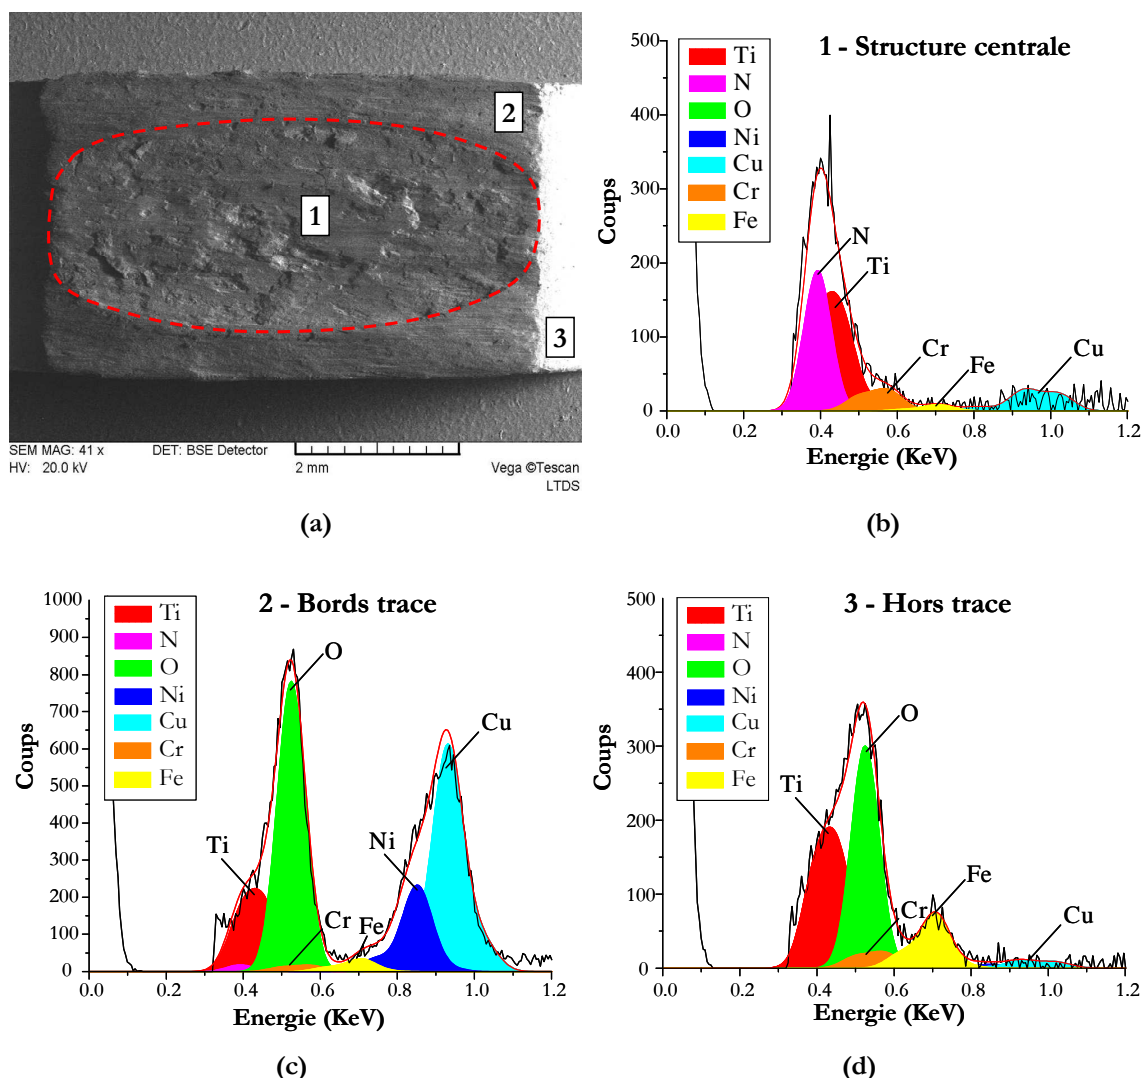 2
1
3
SEM MAG: 41 x DET: BSE Detector
HV: 20.0 kV 2 mm Vega ©Tescan
LTDS
(a)
1 - Structure centrale
Ti
N
O
Ni
Cu
Cr
Fe
N
Ti
Cr
Fe
Cu
Coups
500
400
300
200
100
0
0.0 0.2 0.4 0.6 0.8 1.0 1.2
Energie (KeV)
(b)
2 - Bords trace
Ti
N
O
Ni
Cu
Cr
Fe
O
Cu
Ti
Ni
Cr
Fe
Coups
1000
900
800
700
600
500
400
300
200
100
0
0.0 0.2 0.4 0.6 0.8 1.0 1.2
Energie (KeV)
(c)
3 - Hors trace
Ti
N
O
Ni
Cu
Cr
Fe
O
Ti
Fe
Cr
Cu
Coups
500
400
300
200
100
0
0.0 0.2 0.4 0.6 0.8 1.0 1.2
Energie (KeV)
(d)